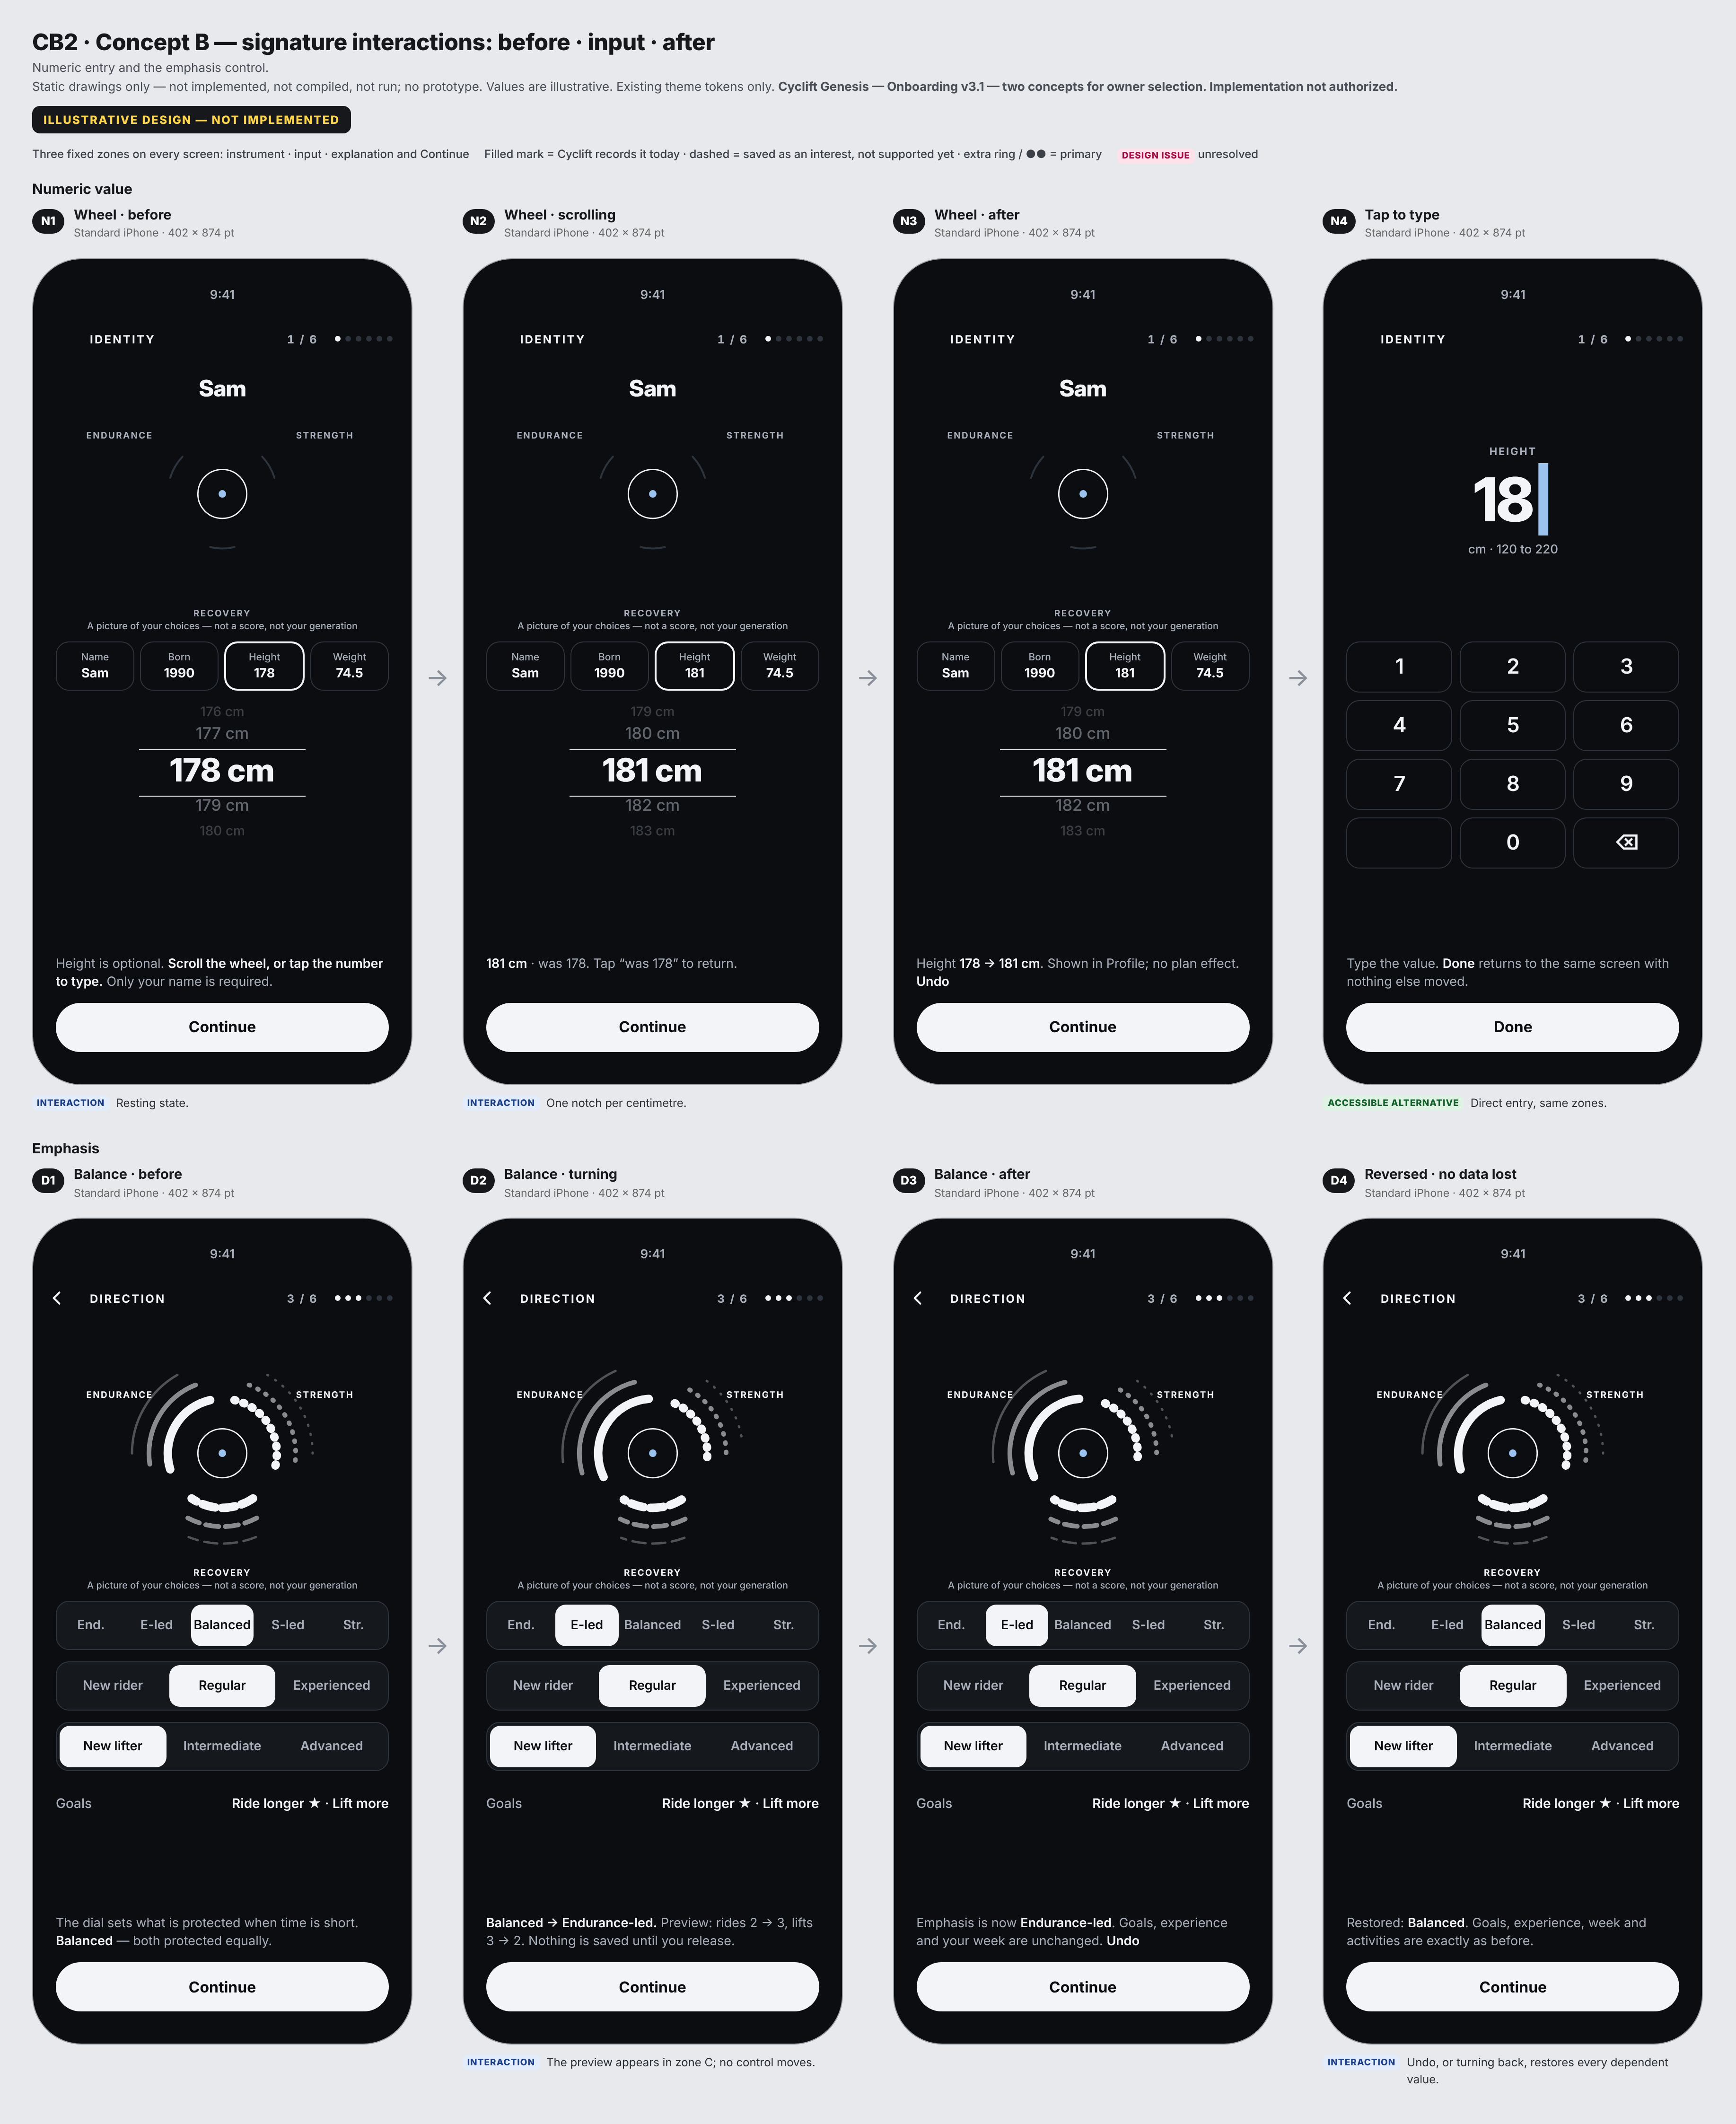 CB2 · Concept B — signature interactions: before · input · after
Numeric entry and the emphasis control.
Static drawings only — not implemented, not compiled, not run; no prototype. Values are illustrative. Existing theme tokens only. Cyclift Genesis — Onboarding v3.1 — two concepts for owner selection. Implementation not authorized.
ILLUSTRATIVE DESIGN — NOT IMPLEMENTED
Three fixed zones on every screen: instrument · input · explanation and Continue Filled mark = Cyclift records it today · dashed = saved as an interest, not supported yet · extra ring / ●● = primary DESIGN ISSUE unresolved
Numeric value
N1 Wheel · before
Standard iPhone · 402 × 874 pt
9:41
IDENTITY 1 / 6
Sam
ENDURANCE STRENGTH
RECOVERY
A picture of your choices — not a score, not your generation
Name Born Height Weight
Sam 1990 178 74.5
176 cm
177 cm
178 cm
179 cm
180 cm
Height is optional. Scroll the wheel, or tap the number
to type. Only your name is required.
Continue
INTERACTION Resting state.
→
N2 Wheel · scrolling
Standard iPhone · 402 × 874 pt
9:41
IDENTITY 1 / 6
Sam
ENDURANCE STRENGTH
RECOVERY
A picture of your choices — not a score, not your generation
Name Born Height Weight
Sam 1990 181 74.5
179 cm
180 cm
181 cm
182 cm
183 cm
181 cm · was 178. Tap “was 178” to return.
Continue
INTERACTION One notch per centimetre.
→
N3 Wheel · after
Standard iPhone · 402 × 874 pt
9:41
IDENTITY 1 / 6
Sam
ENDURANCE STRENGTH
RECOVERY
A picture of your choices — not a score, not your generation
Name Born Height Weight
Sam 1990 181 74.5
179 cm
180 cm
181 cm
182 cm
183 cm
Height 178 → 181 cm. Shown in Profile; no plan effect.
Undo
Continue
→
N4 Tap to type
Standard iPhone · 402 × 874 pt
9:41
IDENTITY 1 / 6
HEIGHT
18
cm · 120 to 220
1 2 3
4 5 6
7 8 9
0
Type the value. Done returns to the same screen with
nothing else moved.
Done
ACCESSIBLE ALTERNATIVE Direct entry, same zones.
Emphasis
D1 Balance · before
Standard iPhone · 402 × 874 pt
9:41
DIRECTION 3 / 6
ENDURANCE STRENGTH
RECOVERY
A picture of your choices — not a score, not your generation
End. E-led Balanced S-led Str.
New rider Regular Experienced
New lifter Intermediate Advanced
Goals Ride longer ★ · Lift more
The dial sets what is protected when time is short.
Balanced — both protected equally.
Continue
→
D2 Balance · turning
Standard iPhone · 402 × 874 pt
9:41
DIRECTION 3 / 6
ENDURANCE STRENGTH
RECOVERY
A picture of your choices — not a score, not your generation
End. E-led Balanced S-led Str.
New rider Regular Experienced
New lifter Intermediate Advanced
Goals Ride longer ★ · Lift more
Balanced → Endurance-led. Preview: rides 2 → 3, lifts
3 → 2. Nothing is saved until you release.
Continue
INTERACTION The preview appears in zone C; no control moves.
→
D3 Balance · after
Standard iPhone · 402 × 874 pt
9:41
DIRECTION 3 / 6
ENDURANCE STRENGTH
RECOVERY
A picture of your choices — not a score, not your generation
End. E-led Balanced S-led Str.
New rider Regular Experienced
New lifter Intermediate Advanced
Goals Ride longer ★ · Lift more
Emphasis is now Endurance-led. Goals, experience
and your week are unchanged. Undo
Continue
→
D4 Reversed · no data lost
Standard iPhone · 402 × 874 pt
9:41
DIRECTION 3 / 6
ENDURANCE STRENGTH
RECOVERY
A picture of your choices — not a score, not your generation
End. E-led Balanced S-led Str.
New rider Regular Experienced
New lifter Intermediate Advanced
Goals Ride longer ★ · Lift more
Restored: Balanced. Goals, experience, week and
activities are exactly as before.
Continue
INTERACTION Undo, or turning back, restores every dependent
value.